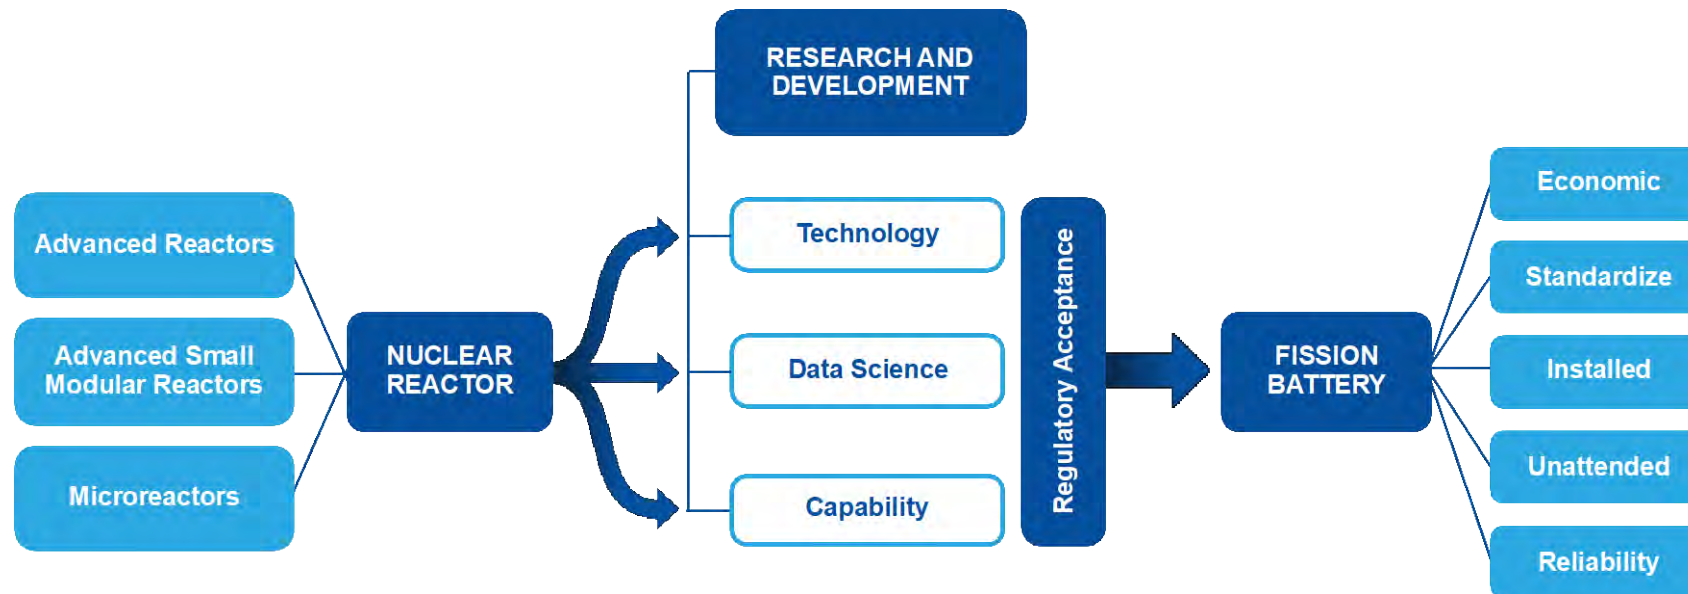 Advanced Reactors
Advanced Small
Modular Reactors
Microreactors
NUCLEAR
REACTOR
RESEARCH AND
DEVELOPMENT
Technology
Data Science
Capability
Regulatory Acceptance
FISSION
BATTERY
Economic
Standardize
Installed
Unattended
Reliability